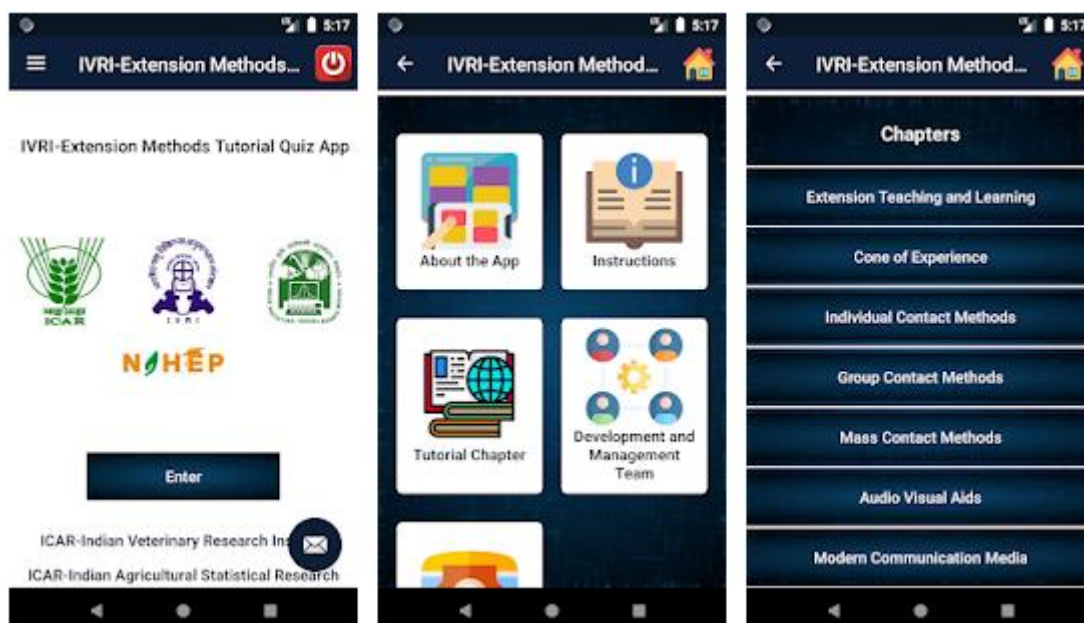 5:17
IVRI-Extension Methods...
IVRI-Extension Methods Tutorial Quiz App
ICAR
NAHEP
Enter
ICAR-Indian Veterinary Research
ICAR-Indian Agricultural Statistical Research
5:17
IVRI-Extension Method...
About the App
Instructions
Tutorial Chapter
Development and
Management
Team
5:17
IVRI-Extension Method...
Chapters
Extension Teaching and Learning
Cone of Experience
Individual Contact Methods
Group Contact Methods
Mass Contact Methods
Audio Visual Aids
Modern Communication Media